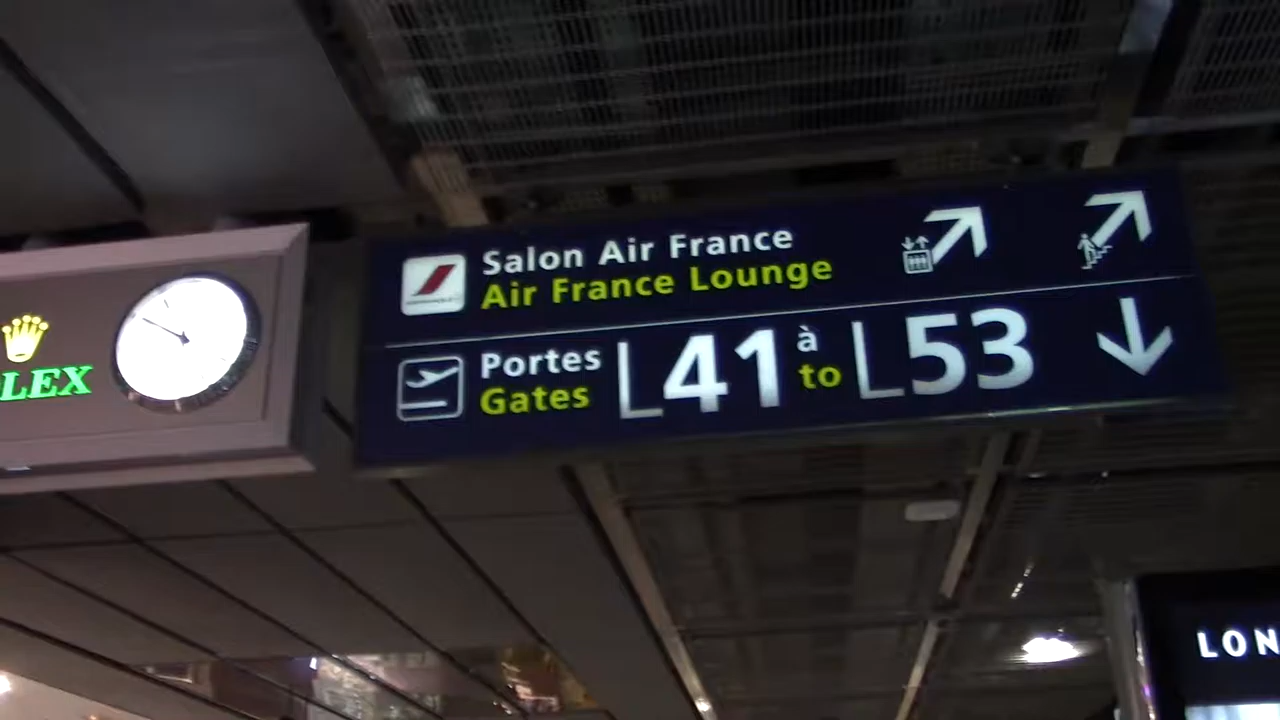 LEX
Salon Air France
Air France Lounge
Portes
Gates
L41 à to L53
LON